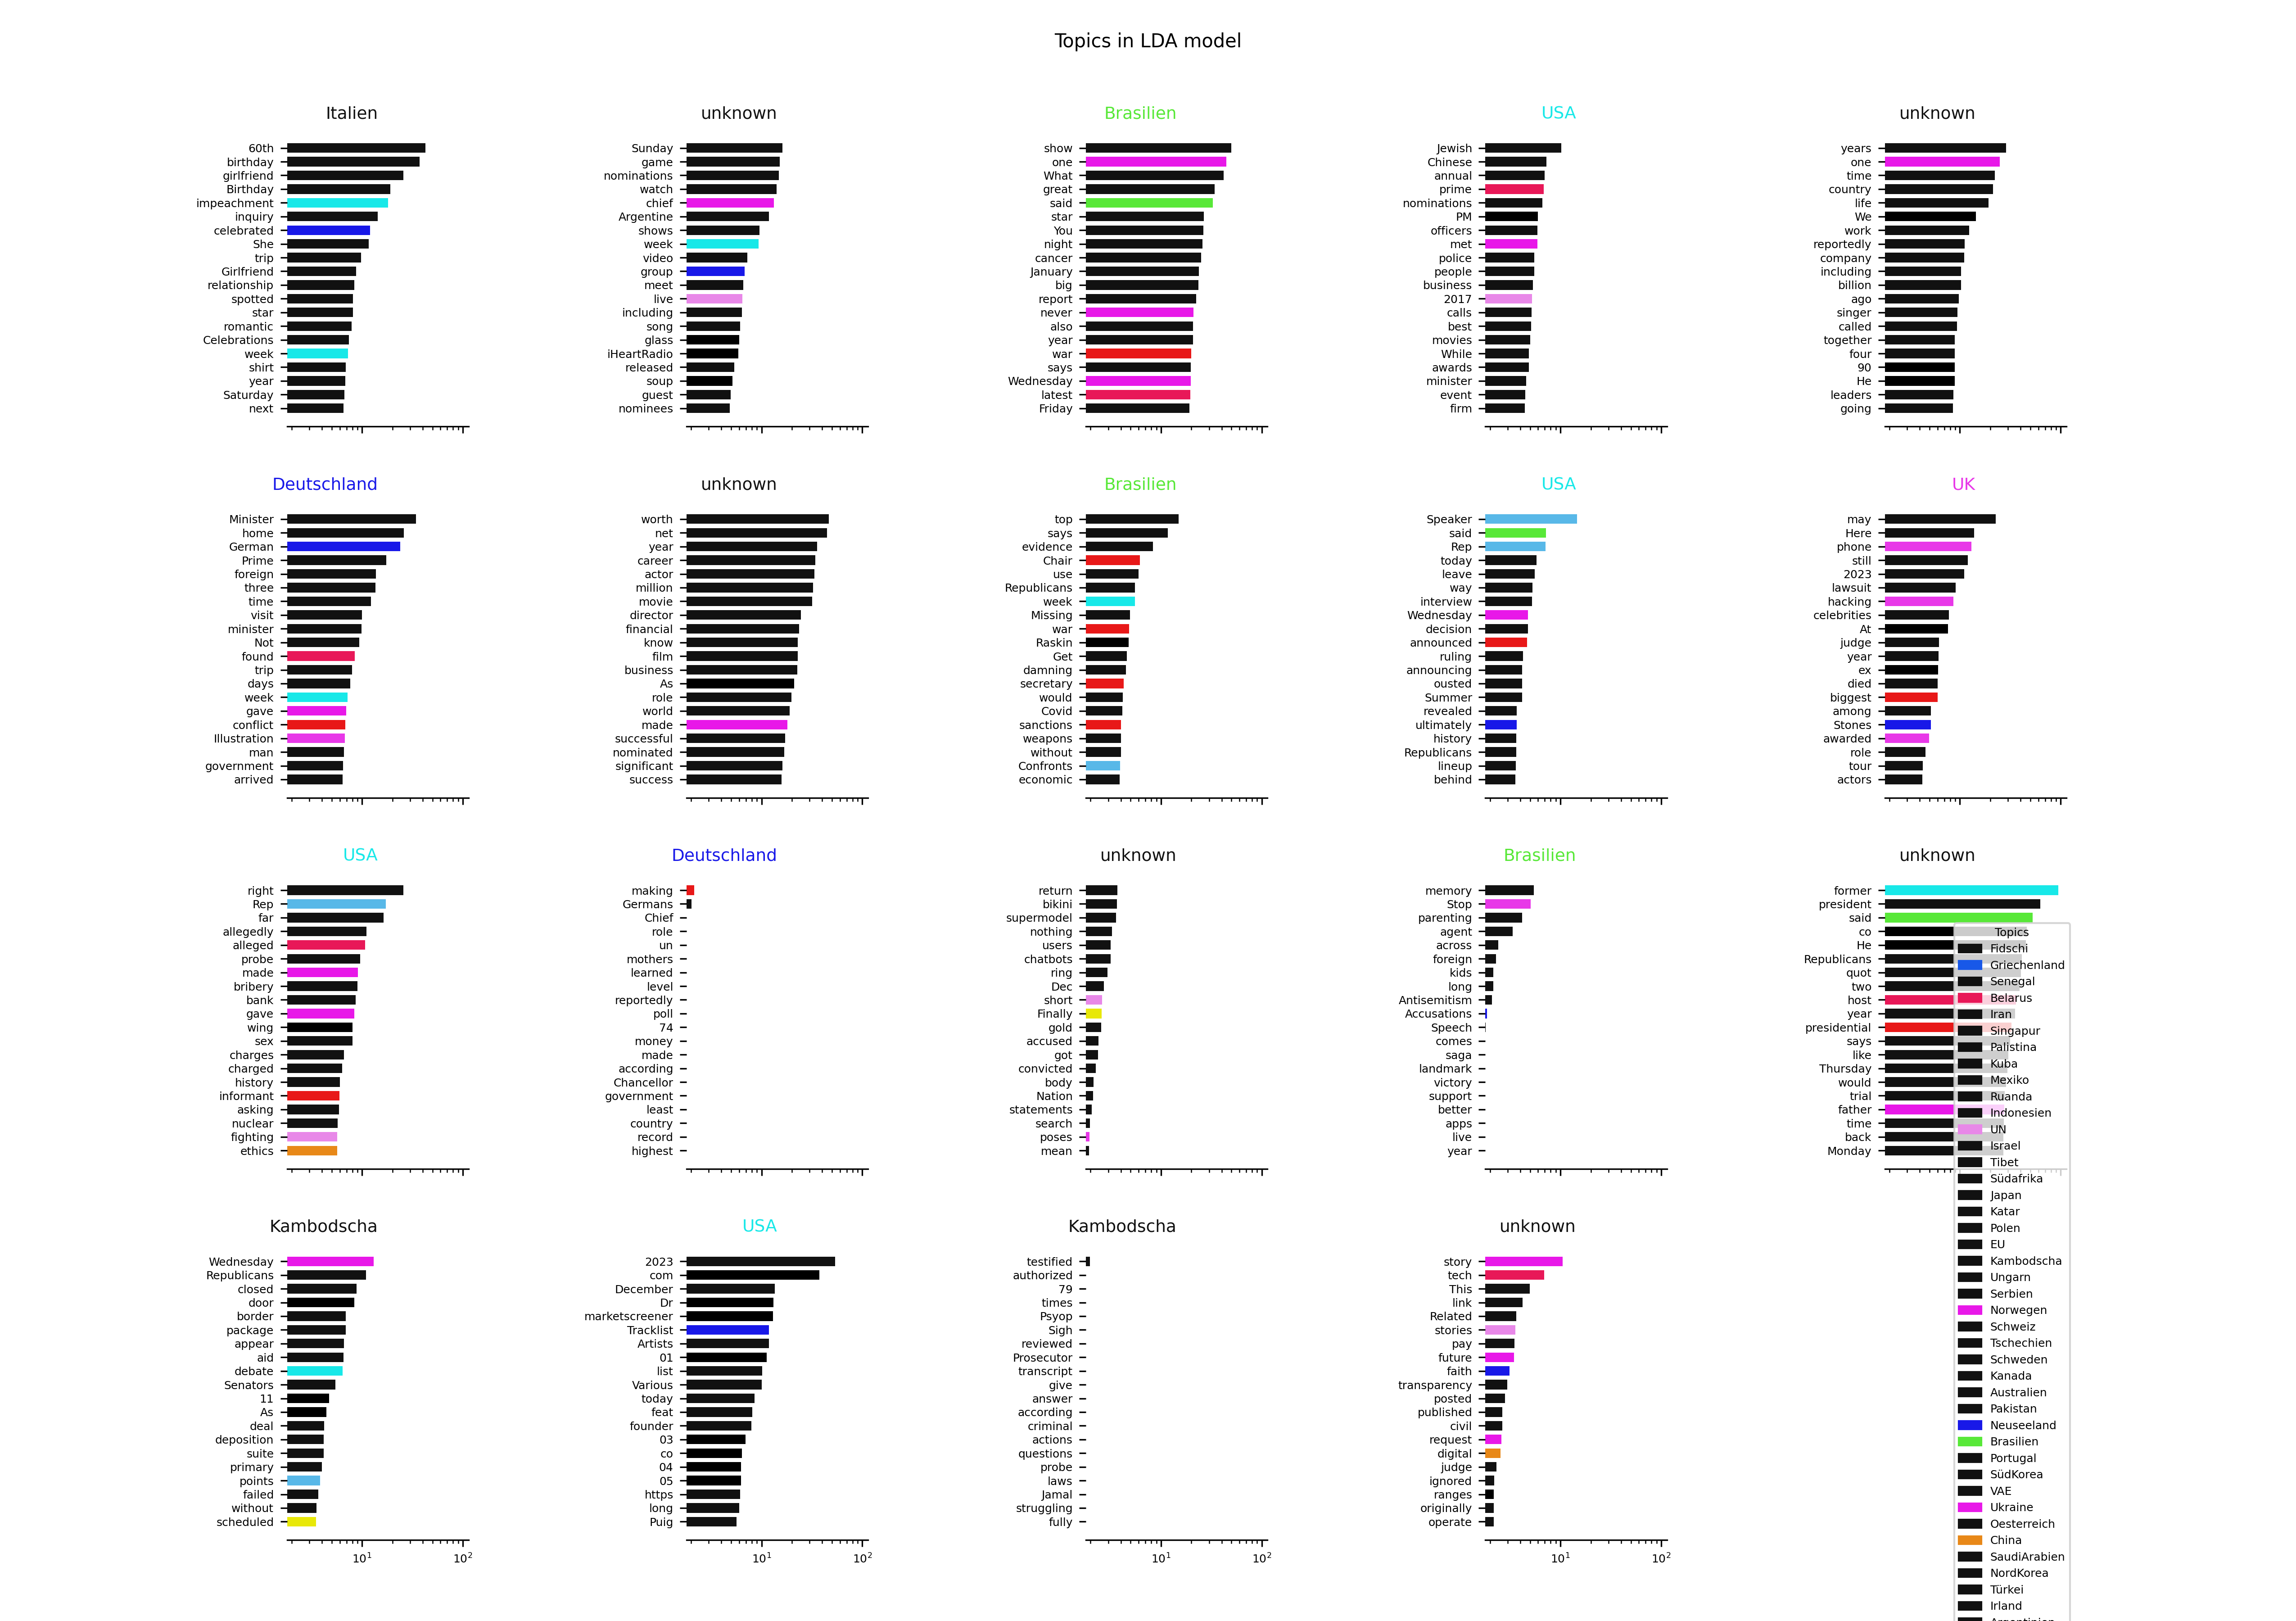 Topics in LDA model
Italien
60th
birthday
girlfriend
Birthday
impeachment
inquiry
celebrated
She
trip
Girlfriend
relationship
spotted
star
romantic
Celebrations
week
shirt
year
Saturday
next
unknown
Sunday
game
nominations
watch
chief
Argentine
shows
week
video
group
meet
live
including
song
glass
iHeartRadio
released
soup
guest
nominees
Brasilien
show
one
What
great
said
star
You
night
cancer
January
big
report
never
also
year
war
says
Wednesday
latest
Friday
USA
Jewish
Chinese
annual
prime
nominations
PM
officers
met
police
people
business
2017
calls
best
movies
While
awards
minister
event
firm
unknown
years
one
time
country
life
We
work
reportedly
company
including
billion
ago
singer
called
together
four
90
He
leaders
going
Deutschland
Minister
home
German
Prime
foreign
three
time
visit
minister
Not
found
trip
days
week
gave
conflict
Illustration
man
government
arrived
unknown
worth
net
year
career
actor
million
movie
director
financial
know
film
business
As
role
world
made
successful
nominated
significant
success
Brasilien
top
says
evidence
Chair
use
Republicans
week
Missing
war
Raskin
Get
damning
secretary
would
Covid
sanctions
weapons
without
Confronts
economic
USA
Speaker
said
Rep
today
leave
way
interview
Wednesday
decision
announced
ruling
announcing
ousted
Summer
revealed
ultimately
history
Republicans
lineup
behind
UK
may
Here
phone
still
2023
lawsuit
hacking
celebrities
At
judge
year
ex
died
biggest
among
Stones
awarded
role
tour
actors
USA
right
Rep
far
allegedly
alleged
probe
made
bribery
bank
gave
wing
sex
charges
charged
history
informant
asking
nuclear
fighting
ethics
Deutschland
making
Germans
Chief
role
un
mothers
learned
level
reportedly
poll
74
money
made
according
Chancellor
government
least
country
record
highest
unknown
return
bikini
supermodel
nothing
users
chatbots
ring
Dec
short
Finally
gold
accused
got
convicted
body
Nation
statements
search
poses
mean
Brasilien
memory
Stop
parenting
agent
across
foreign
kids
long
Antisemitism
Accusations
Speech
comes
saga
landmark
victory
support
better
apps
live
year
unknown
former
president
said
co
He
Republicans
quot
two
host
year
presidential
says
like
Thursday
would
trial
father
time
back
Monday
Kambodscha
Wednesday
Republicans
closed
door
border
package
appear
aid
debate
Senators
11
As
deal
deposition
suite
primary
points
failed
without
scheduled
10¹ 10²
USA
2023
com
December
Dr
marketscreener
Tracklist
Artists
01
list
Various
today
feat
founder
03
co
04
05
https
long
Puig
10¹ 10²
Kambodscha
testified
authorized
79
times
Psyop
Sigh
reviewed
Prosecutor
transcript
give
answer
according
criminal
actions
questions
probe
laws
Jamal
struggling
fully
10¹ 10²
unknown
story
tech
This
link
Related
stories
pay
future
faith
transparency
posted
published
civil
request
digital
judge
ignored
ranges
originally
operate
10¹ 10²
Topics
Fidschi
Griechenland
Senegal
Belarus
Iran
Singapur
Palistina
Kuba
Mexiko
Ruanda
Indonesien
UN
Israel
Tibet
Südafrika
Japan
Katar
Polen
EU
Kambodscha
Ungarn
Serbien
Norwegen
Schweiz
Tschechien
Schweden
Kanada
Australien
Pakistan
Neuseeland
Brasilien
Portugal
SüdKorea
VAE
Ukraine
Oesterreich
China
SaudiArabien
NordKorea
Türkei
Irland